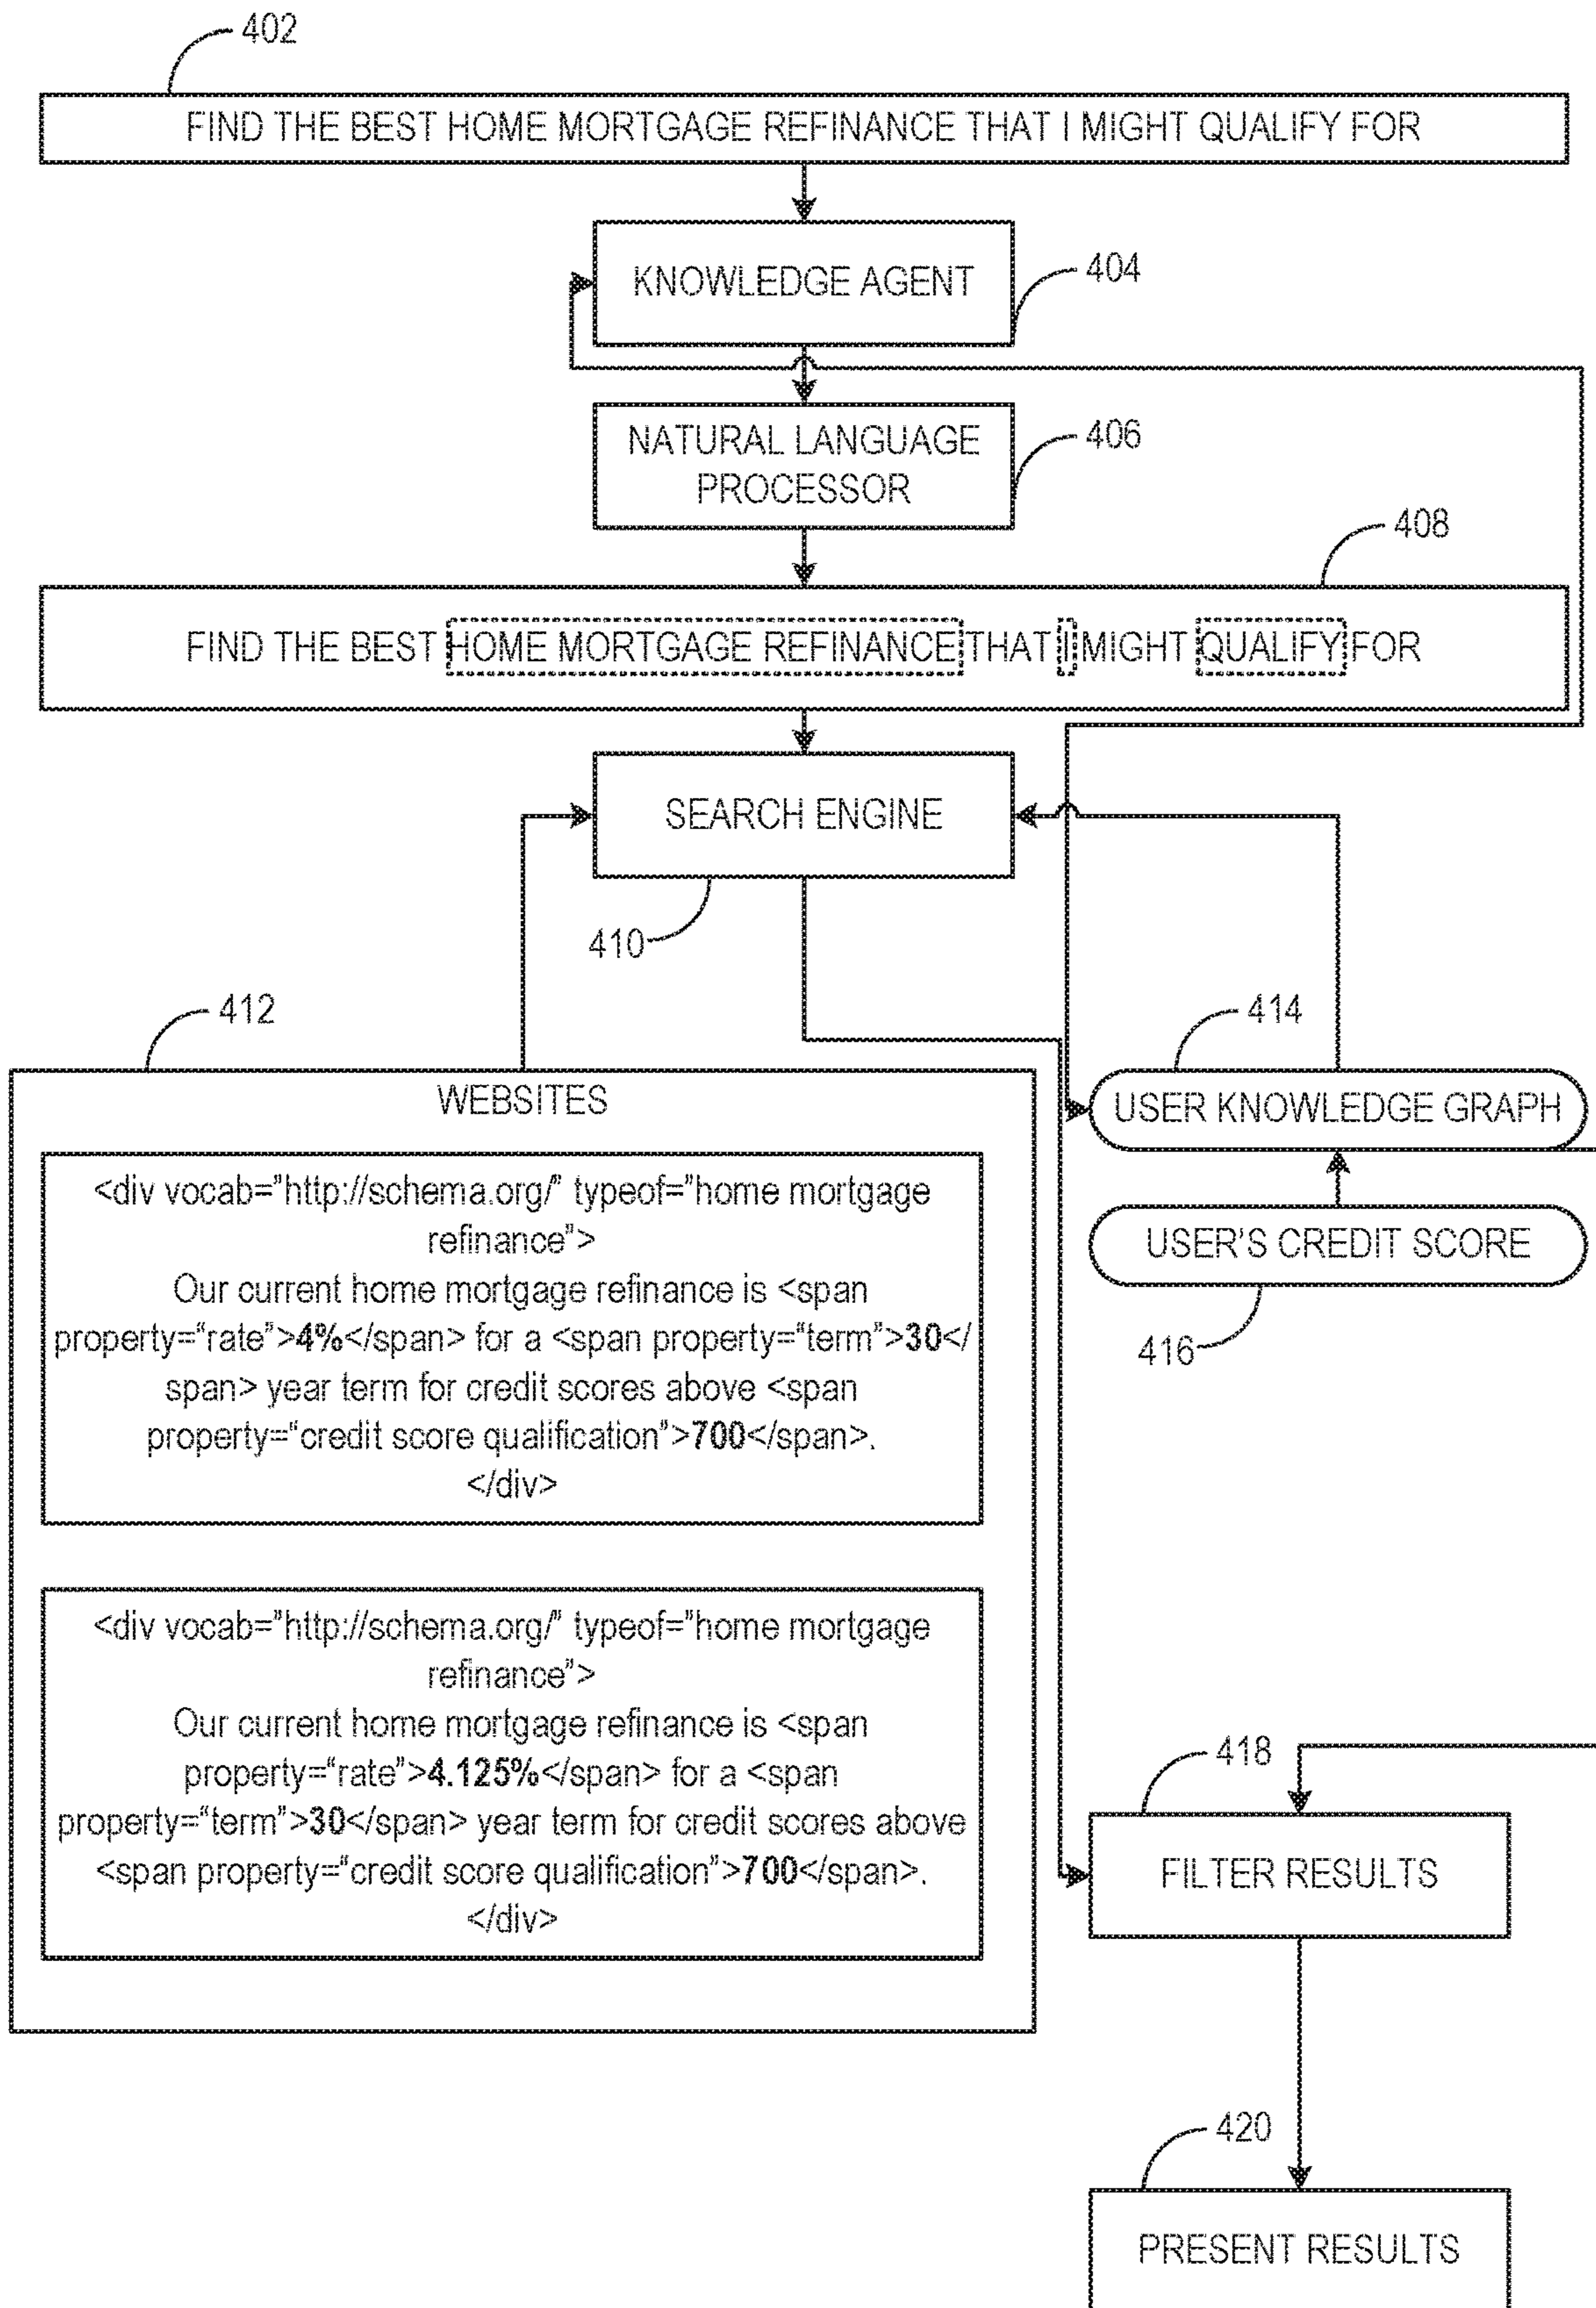 402
FIND THE BEST HOME MORTGAGE REFINANCE THAT I MIGHT QUALIFY FOR
KNOWLEDGE AGENT
404
NATURAL LANGUAGE
PROCESSOR
406
408
FIND THE BEST HOME MORTGAGE REFINANCE THAT I MIGHT QUALIFY FOR
SEARCH ENGINE
410
412
WEBSITES
<div vocab="http://schema.org/" typeof="home mortgage
refinance">
Our current home mortgage refinance is <span
property="rate">4%</span> for a <span property="term">30</
span> year term for credit scores above <span
property="credit score qualification">700</span>.
</div>
<div vocab="http://schema.org/" typeof="home mortgage
refinance">
Our current home mortgage refinance is <span
property="rate">4.125%</span> for a <span
property="term">30</span> year term for credit scores above
<span property="credit score qualification">700</span>.
</div>
414
USER KNOWLEDGE GRAPH
USER'S CREDIT SCORE
416
418
FILTER RESULTS
420
PRESENT RESULTS